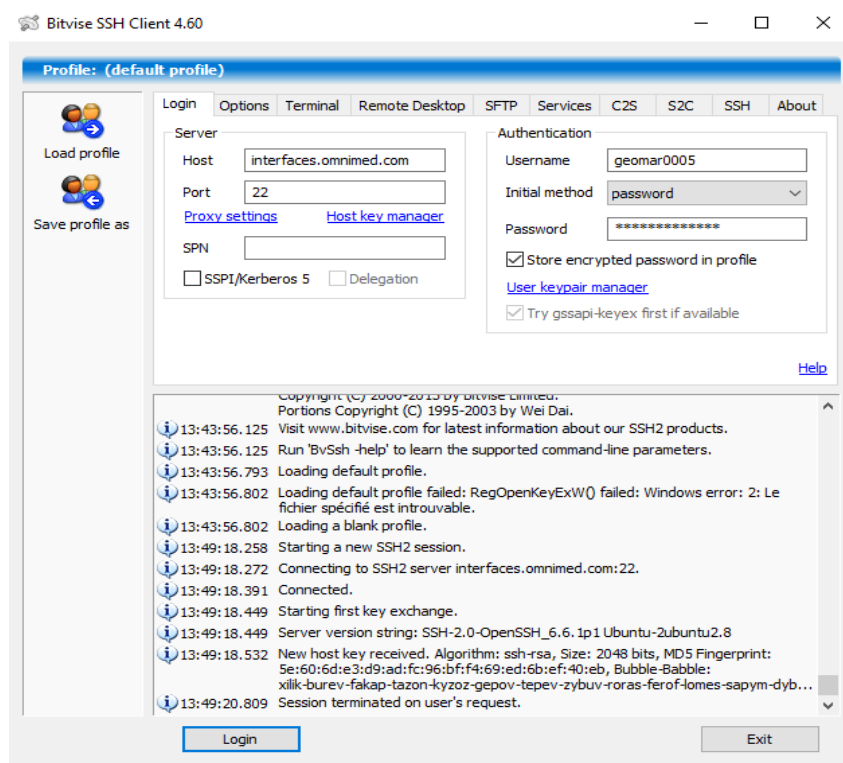 Bitvise SSH Client 4.60
Profile: (default profile)
Load profile
Save profile as
Login Options Terminal Remote Desktop SFTP Services C2S S2C SSH About
Server
Host interfaces.omnimed.com
Port 22
Proxy settings Host key manager
SPN
SSPI/Kerberos 5 Delegation
Authentication
Username geomar0005
Initial method password
Password *************
Store encrypted password in profile
User keypair manager
Try gssapi-keyex first if available
Help
Copyright (C) 2000-2013 by Bitvise Limited.
Portions Copyright (C) 1995-2003 by Wei Dai.
13:43:56.125 Visit www.bitvise.com for latest information about our SSH2 products.
13:43:56.125 Run 'BvSsh -help' to learn the supported command-line parameters.
13:43:56.793 Loading default profile.
13:43:56.802 Loading default profile failed: RegOpenKeyExW() failed: Windows error: 2: Le
fichier spécifié est introuvable.
13:43:56.802 Loading a blank profile.
13:49:18.258 Starting a new SSH2 session.
13:49:18.272 Connecting to SSH2 server interfaces.omnimed.com:22.
13:49:18.391 Connected.
13:49:18.449 Starting first key exchange.
13:49:18.449 Server version string: SSH-2.0-OpenSSH_6.6.1p1 Ubuntu-2ubuntu2.8
13:49:18.532 New host key received. Algorithm: ssh-rsa, Size: 2048 bits, MD5 Fingerprint:
5e:60:6d:e3:d9:ad:fc:96:bf:f4:69:ed:6b:ef:40:eb, Bubble-Babble:
xilik-burev-fakap-tazon-kyzoz-gepov-tepev-zybuv-roras-ferof-lomes-sapym-dyb...
13:49:20.809 Session terminated on user's request.
Login Exit